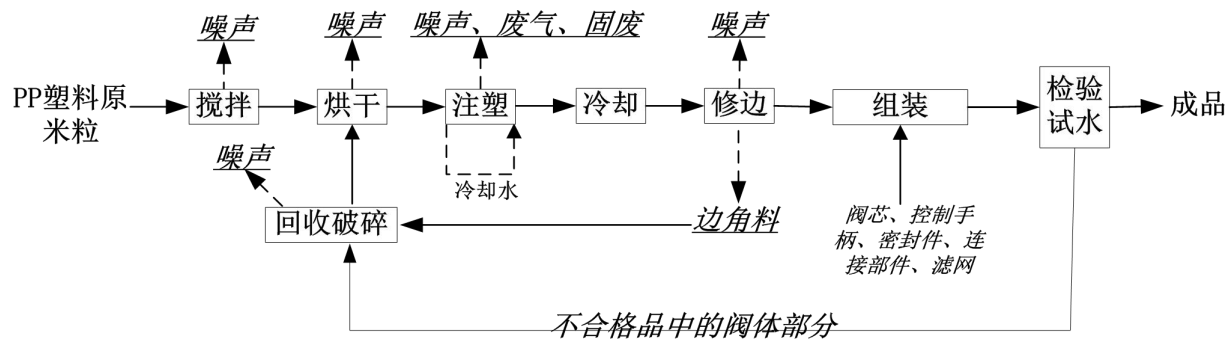 噪声
噪声
噪声、废气、固废
噪声
PP塑料原
米粒
搅拌
烘干
注塑
冷却
修边
组装
检验
试水
成品
冷却水
噪声
回收破碎
边角料
阀芯、控制手
柄、密封件、连
接部件、滤网
不合格品中的阀体部分